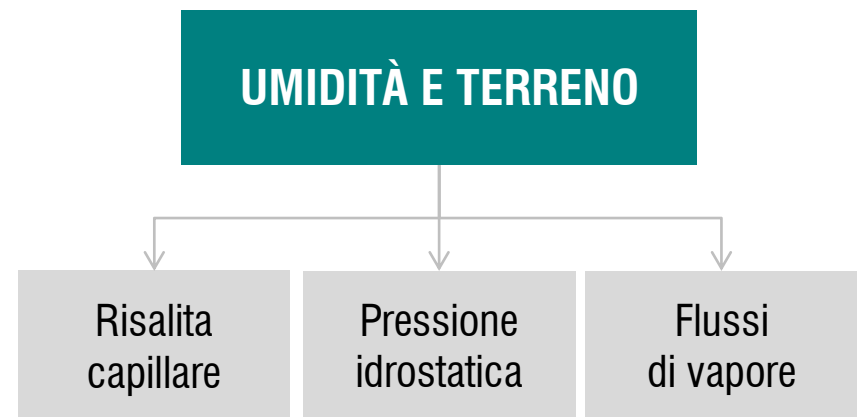 UMIDITÀ E TERRENO
Risalita
capillare
Pressione
idrostatica
Flussi
di vapore